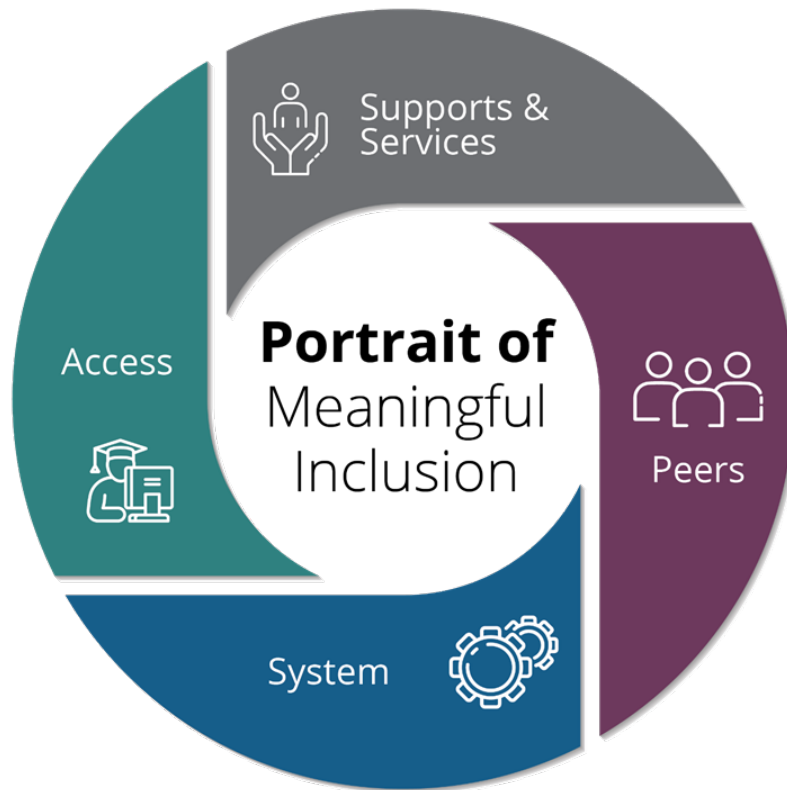 Supports &
Services
Access
Portrait of
Meaningful
Inclusion
Peers
System